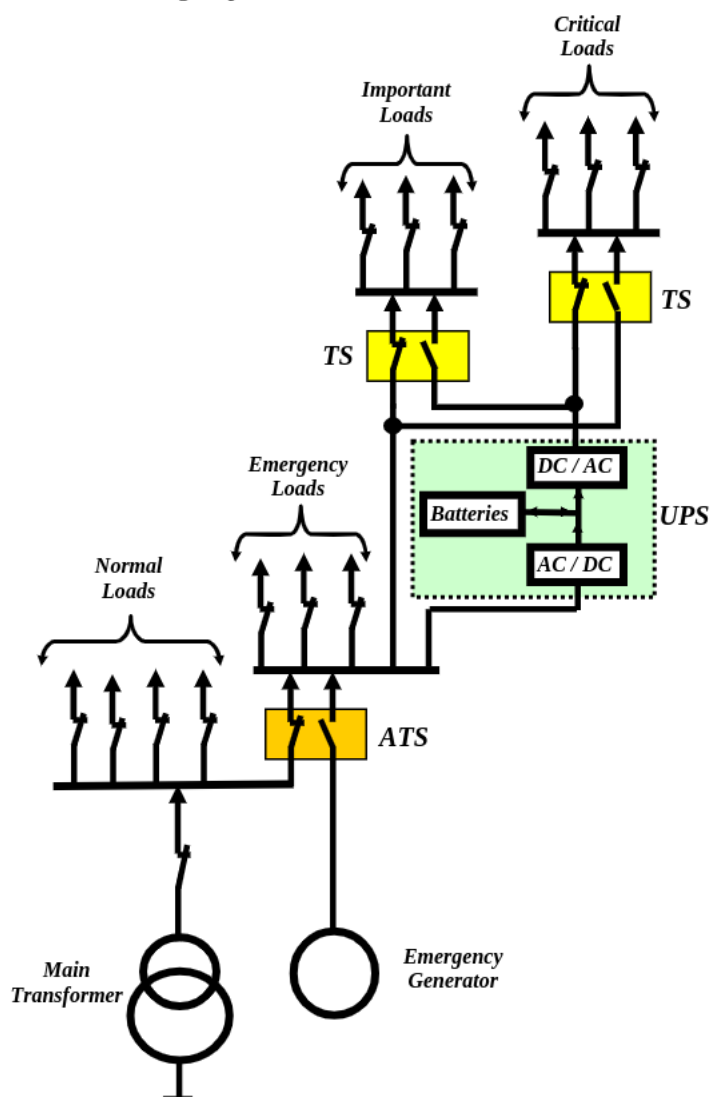 Critical
Loads
Important
Loads
TS
TS
Emergency
Loads
DC / AC
Batteries
UPS
AC / DC
Normal
Loads
ATS
Main
Transformer
Emergency
Generator